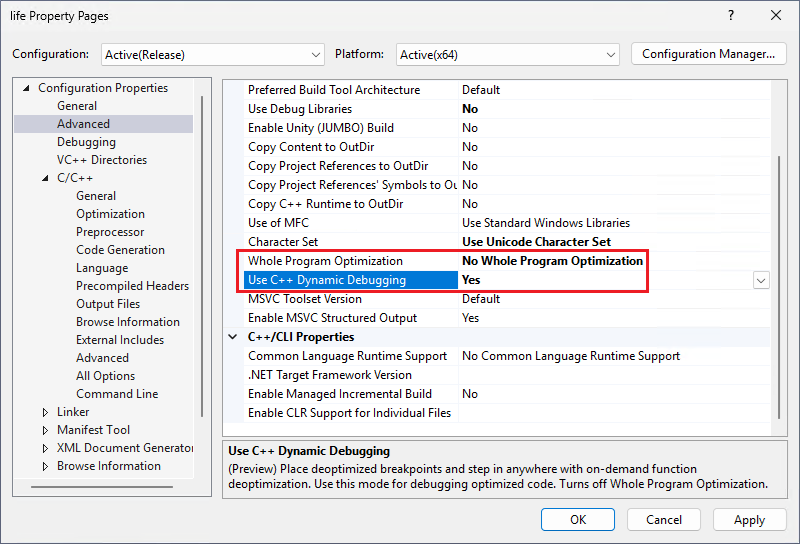 life Property Pages
Configuration: Active(Release) Platform: Active(x64) Configuration Manager...
Configuration Properties
General
Advanced
Debugging
VC++ Directories
C/C++
General
Optimization
Preprocessor
Code Generation
Language
Precompiled Headers
Output Files
Browse Information
External Includes
Advanced
All Options
Command Line
Linker
Manifest Tool
XML Document Generator
Browse Information
Preferred Build Tool Architecture Default
Use Debug Libraries No
Enable Unity (JUMBO) Build No
Copy Content to OutDir No
Copy Project References to OutDir No
Copy Project References' Symbols to Ou No
Copy C++ Runtime to OutDir No
Use of MFC Use Standard Windows Libraries
Character Set Use Unicode Character Set
Whole Program Optimization No Whole Program Optimization
Use C++ Dynamic Debugging Yes
MSVC Toolset Version Default
Enable MSVC Structured Output Yes
C++/CLI Properties
Common Language Runtime Support No Common Language Runtime Support
.NET Target Framework Version
Enable Managed Incremental Build No
Enable CLR Support for Individual Files
Use C++ Dynamic Debugging
(Preview) Place deoptimized breakpoints and step in anywhere with on-demand function
deoptimization. Use this mode for debugging optimized code. Turns off Whole Program Optimization.
OK Cancel Apply